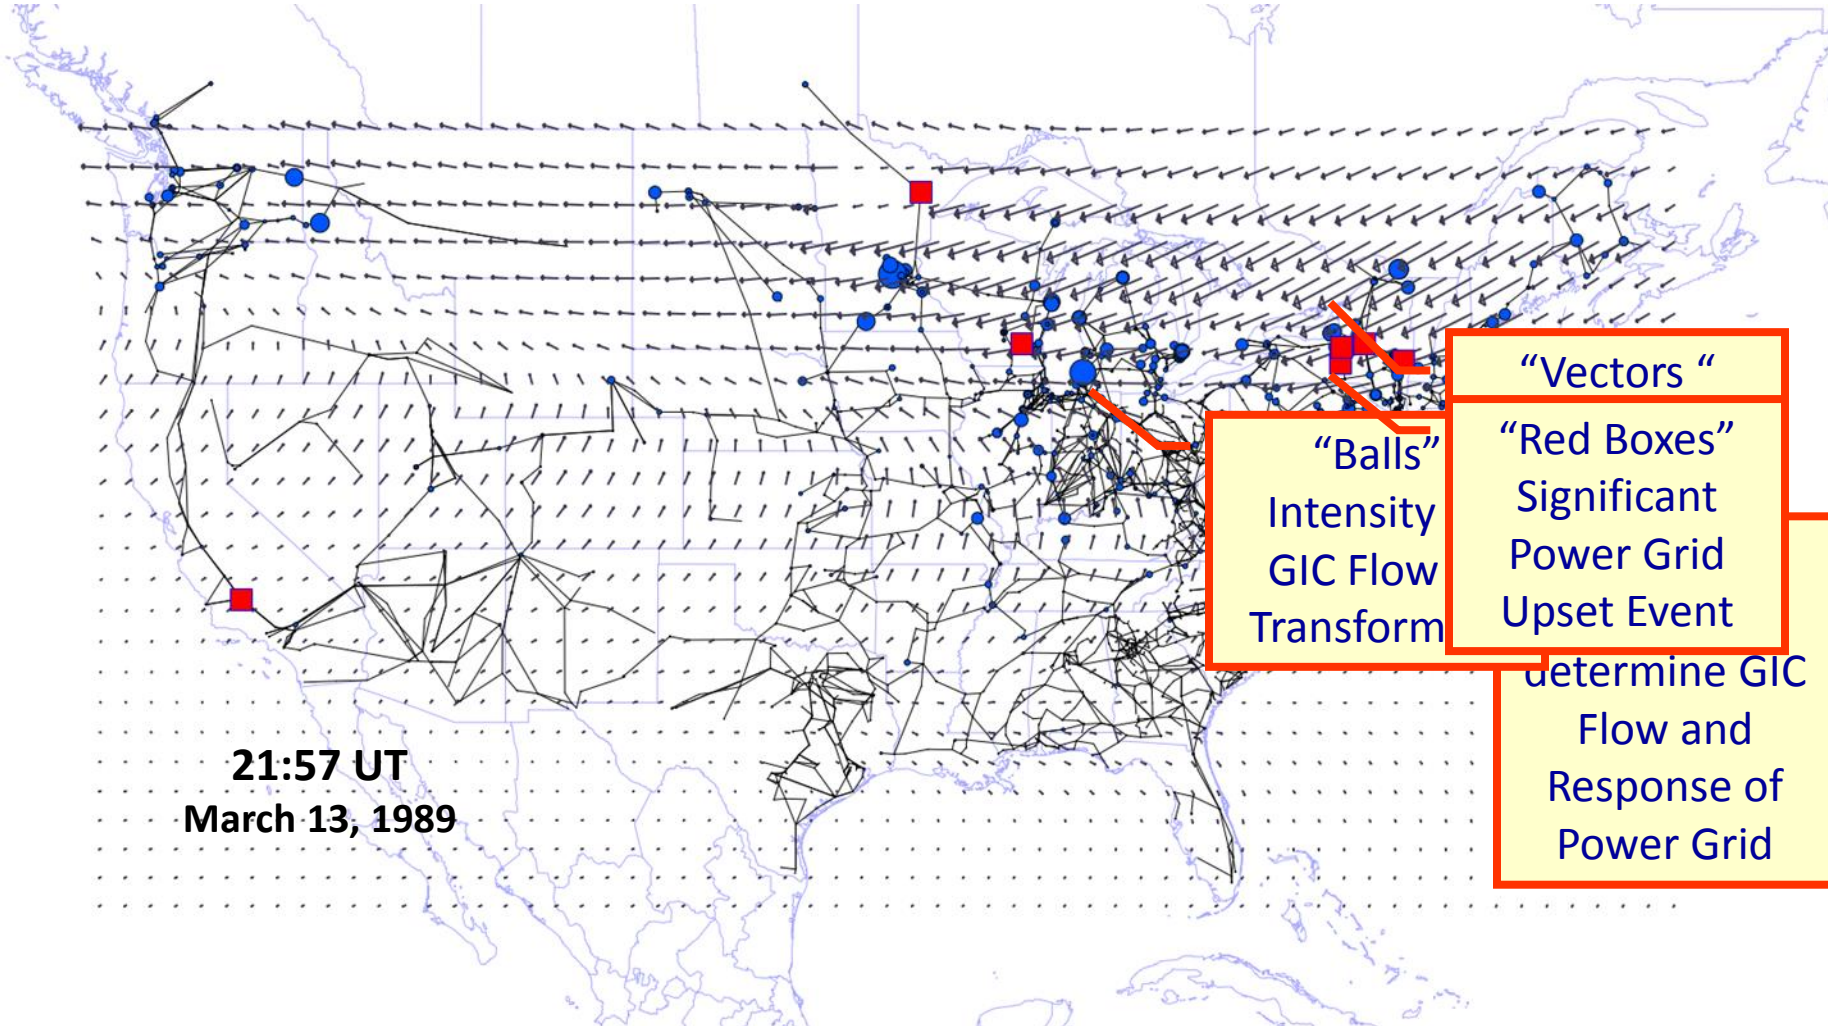 21:57 UT
March 13, 1989
“Balls”
Intensity
GIC Flow
Transform
“Vectors “
“Red Boxes”
Significant
Power Grid
Upset Event
determine GIC
Flow and
Response of
Power Grid